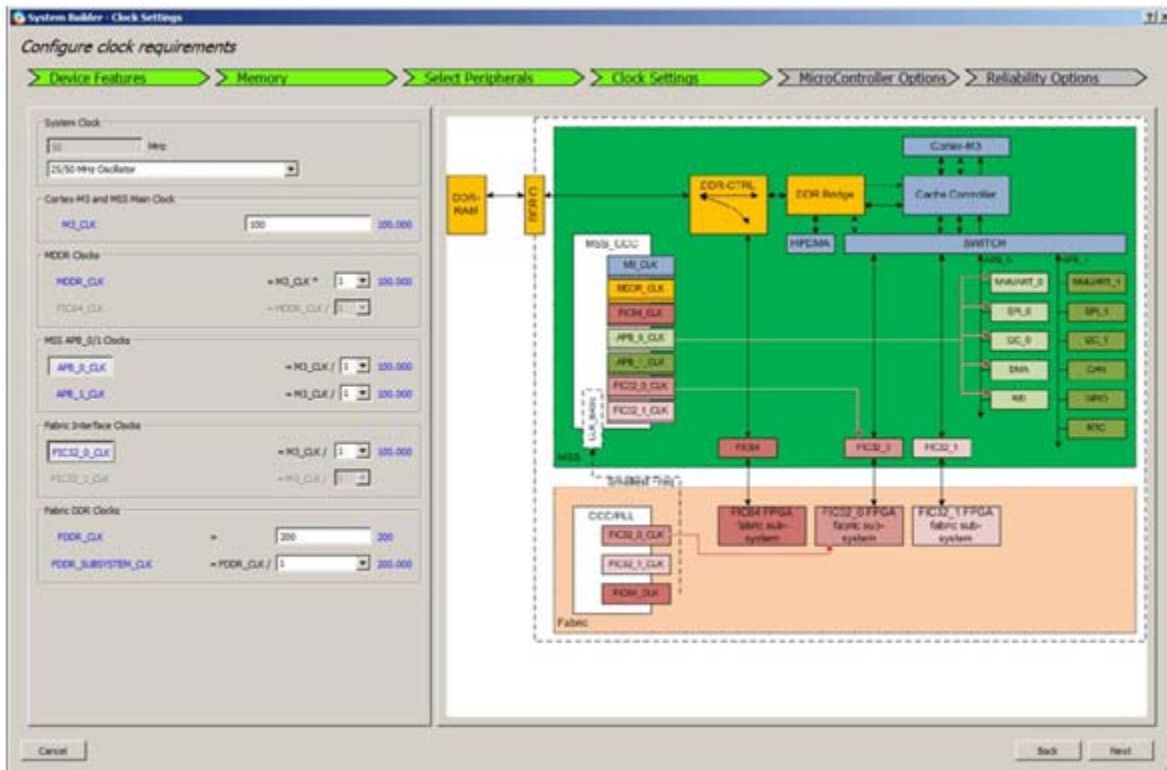 System Builder - Clock Settings
Configure clock requirements
Device Features
Memory
Select Peripherals
Clock Settings
MicroController Options
Reliability Options
System Clock
MHz
25/50 MHz Oscillator
Cortex-M3 and MSS Main Clock
M3_CLK 100 100.000
MDDR Clocks
MDDR_CLK = M3_CLK * 1 100.000
FIC64_CLK = MDDR_CLK /
MSS APB_0/1 Clocks
APB_0_CLK = M3_CLK / 1 100.000
APB_1_CLK = M3_CLK / 1 100.000
Fabric Interface Clocks
FIC32_0_CLK = M3_CLK / 1 100.000
FIC32_1_CLK = M3_CLK /
Fabric DDR Clocks
FDDR_CLK = 200 200
FDDR_SUBSYSTEM_CLK = FDDR_CLK / 1 200.000
Cortex-M3
DDR-RAM
DDR-CTRL
DDR Bridge
Cache Controller
HPDMA
SWITCH
MSS_CCC
M3_CLK
MDDR_CLK
FIC64_CLK
APB_0_CLK
APB_1_CLK
FIC32_0_CLK
FIC32_1_CLK
CLK_BASE
MMUART_0
SPI_0
I2C_0
DMA
MMUART_1
SPI_1
I2C_1
CAN
GPIO
RTC
MSS
FIC64
FIC32_0
FIC32_1
CCC/PLL
FIC32_0_CLK
FIC32_1_CLK
FIC64_CLK
FIC64 FPGA fabric sub-system
FIC32_0 FPGA fabric sub-system
FIC32_1 FPGA fabric sub-system
Fabric
Cancel
Back
Next